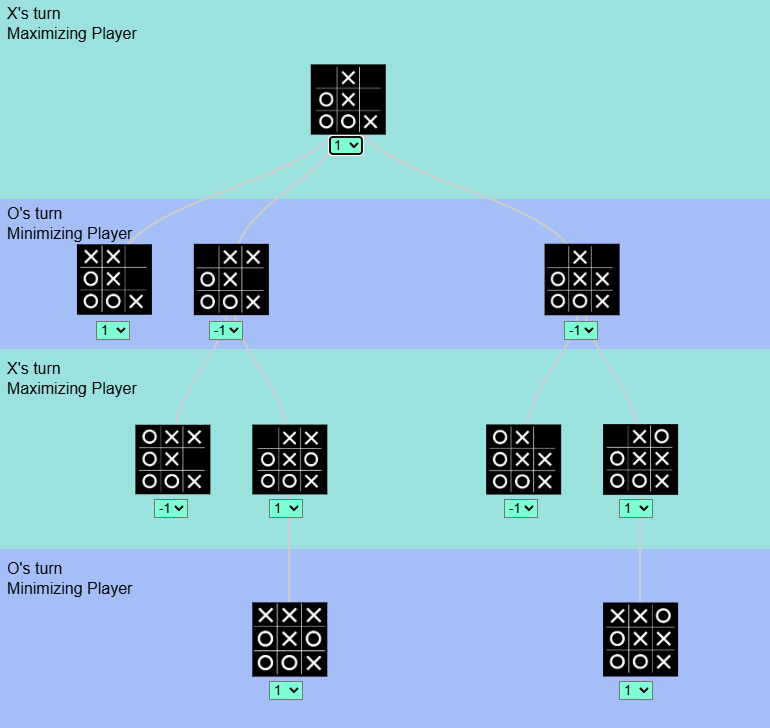 X's turn
Maximizing Player
X
O X
O O X
1
O's turn
Minimizing Player
X X
O X
O O X
X X
O X
O O X
X
O X X
O O X
1
-1
-1
X's turn
Maximizing Player
O X X
O X
O O X
X X
O X O
O O X
O X
O X X
O O X
X O
O X X
O O X
-1
1
-1
1
O's turn
Minimizing Player
X X X
O X O
O O X
X X O
O X X
O O X
1
1